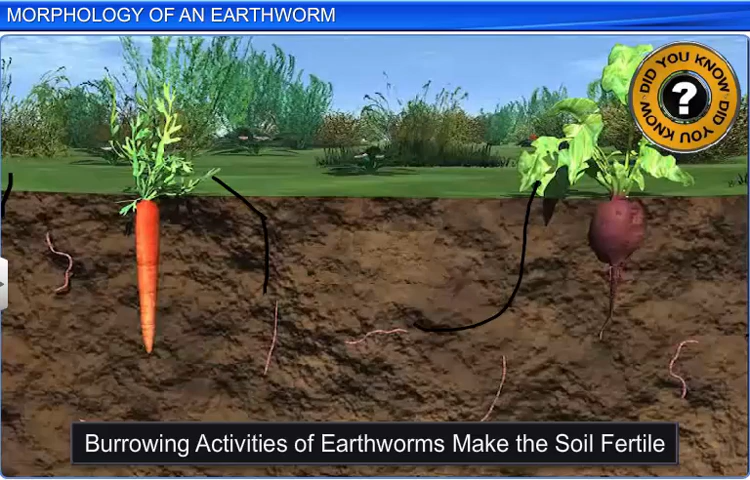 MORPHOLOGY OF AN EARTHWORM
DID YOU KNOW
?
DID YOU KNOW
Burrowing Activities of Earthworms Make the Soil Fertile